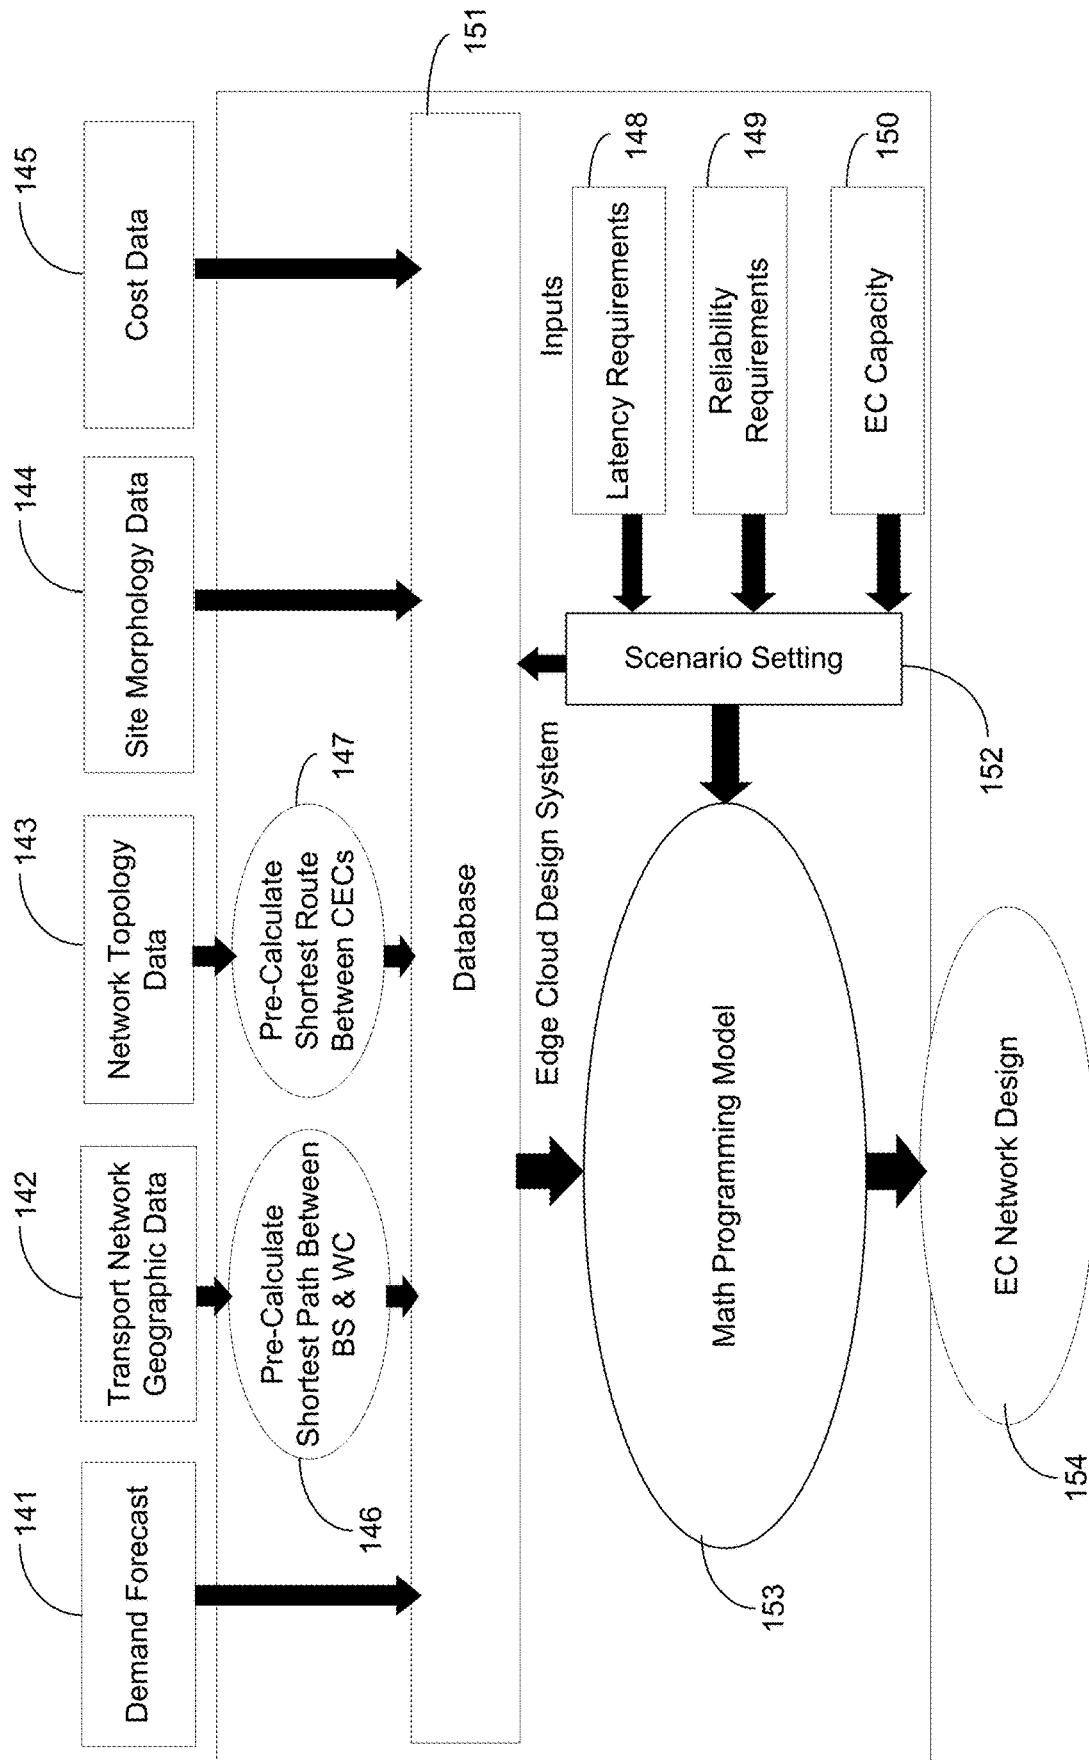 141
142
143
144
145
Demand Forecast
Transport Network
Geographic Data
Network Topology
Data
Site Morphology Data
Cost Data
Pre-Calculate
Shortest Path Between
BS & WC
146
Pre-Calculate
Shortest Route
Between CECs
147
Database
151
Edge Cloud Design System
Inputs
Math Programming Model
153
Scenario Setting
152
Latency Requirements
148
Reliability
Requirements
149
EC Capacity
150
EC Network Design
154